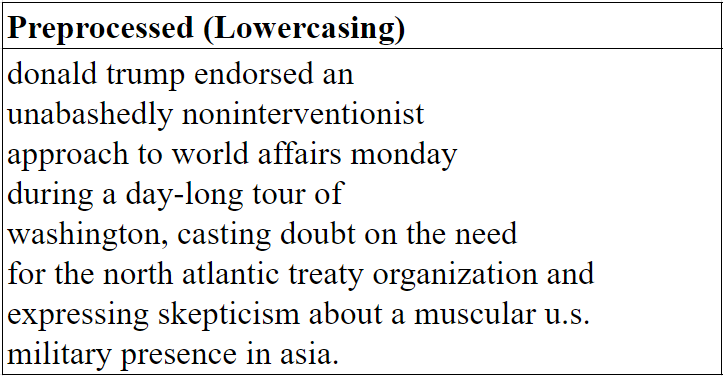 Preprocessed (Lowercasing)
donald trump endorsed an
unabashedly noninterventionist
approach to world affairs monday
during a day-long tour of
washington, casting doubt on the need
for the north atlantic treaty organization and
expressing skepticism about a muscular u.s.
military presence in asia.